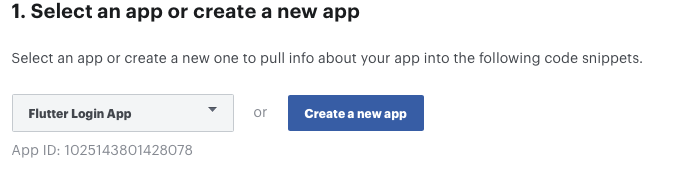 1. Select an app or create a new app
Select an app or create a new one to pull info about your app into the following code snippets.
Flutter Login App or Create a new app
App ID: 1025143801428078